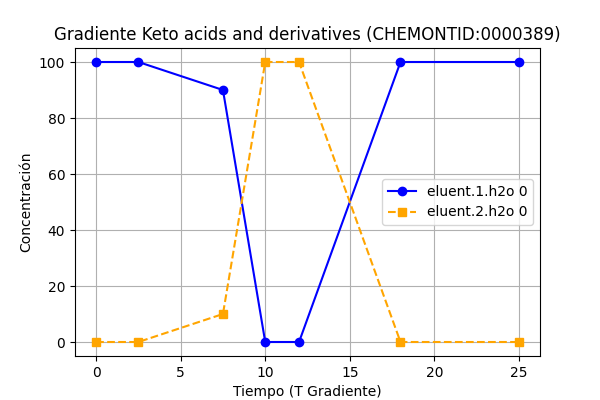 Gradiente Keto acids and derivatives (CHEMONTID:0000389)
100
80
60
40
20
0
Concentración
eluent.1.h2o 0
eluent.2.h2o 0
0 5 10 15 20 25
Tiempo (T Gradiente)